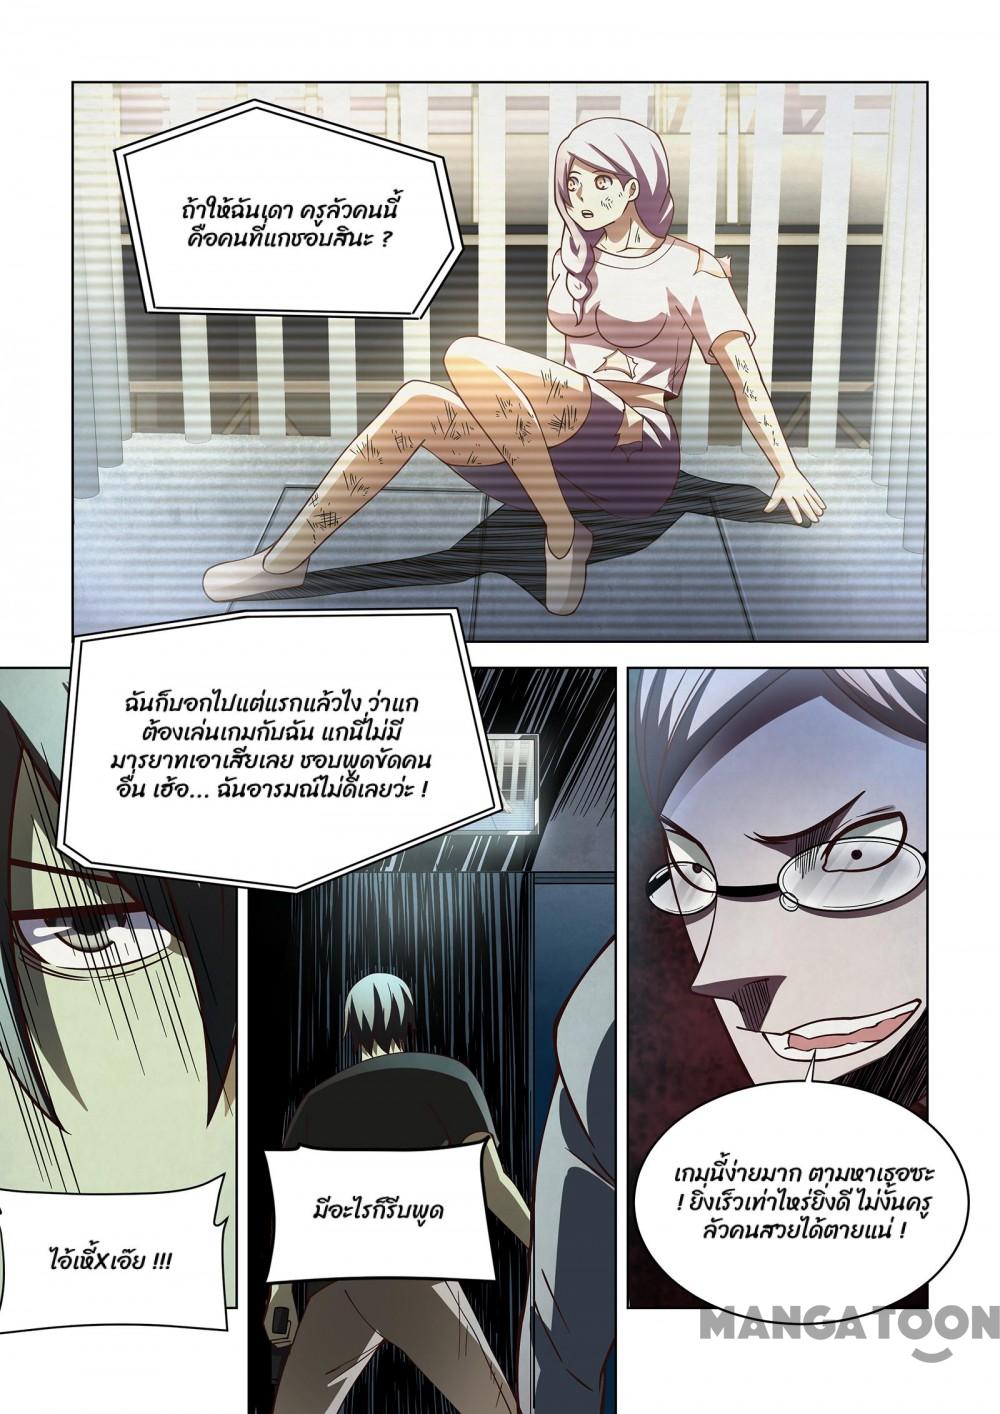 ถ้าให้ฉันเดา ครูลัวคนนี้
คือคนที่แกชอบสินะ ?
ฉันก็บอกไปแต่แรกแล้วไง ว่าแก
ต้องเล่นเกมกับฉัน แกนี่ไม่มี
มารยาทเอาเสียเลย ชอบพูดขัดคน
อื่น เฮ้อ... ฉันอารมณ์ไม่ดีเลยว่ะ !
เกมนี้ง่ายมาก ตามหาเธอซะ
! ยิ่งเร็วเท่าไหร่ยิ่งดี ไม่งั้นครู
ลัวคนสวยได้ตายแน่ !
มีอะไรก็รีบพูด
ไอ้เหี้Xเอ๊ย !!!
MANGATOON